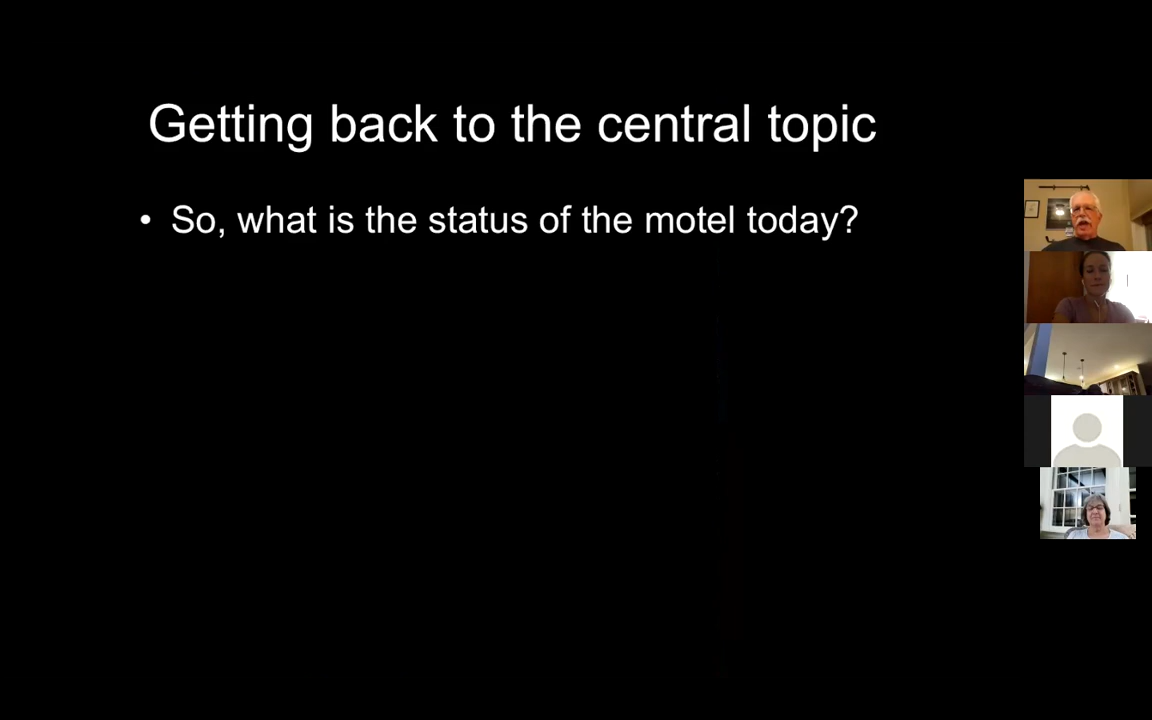 Getting back to the central topic
• So, what is the status of the motel today?